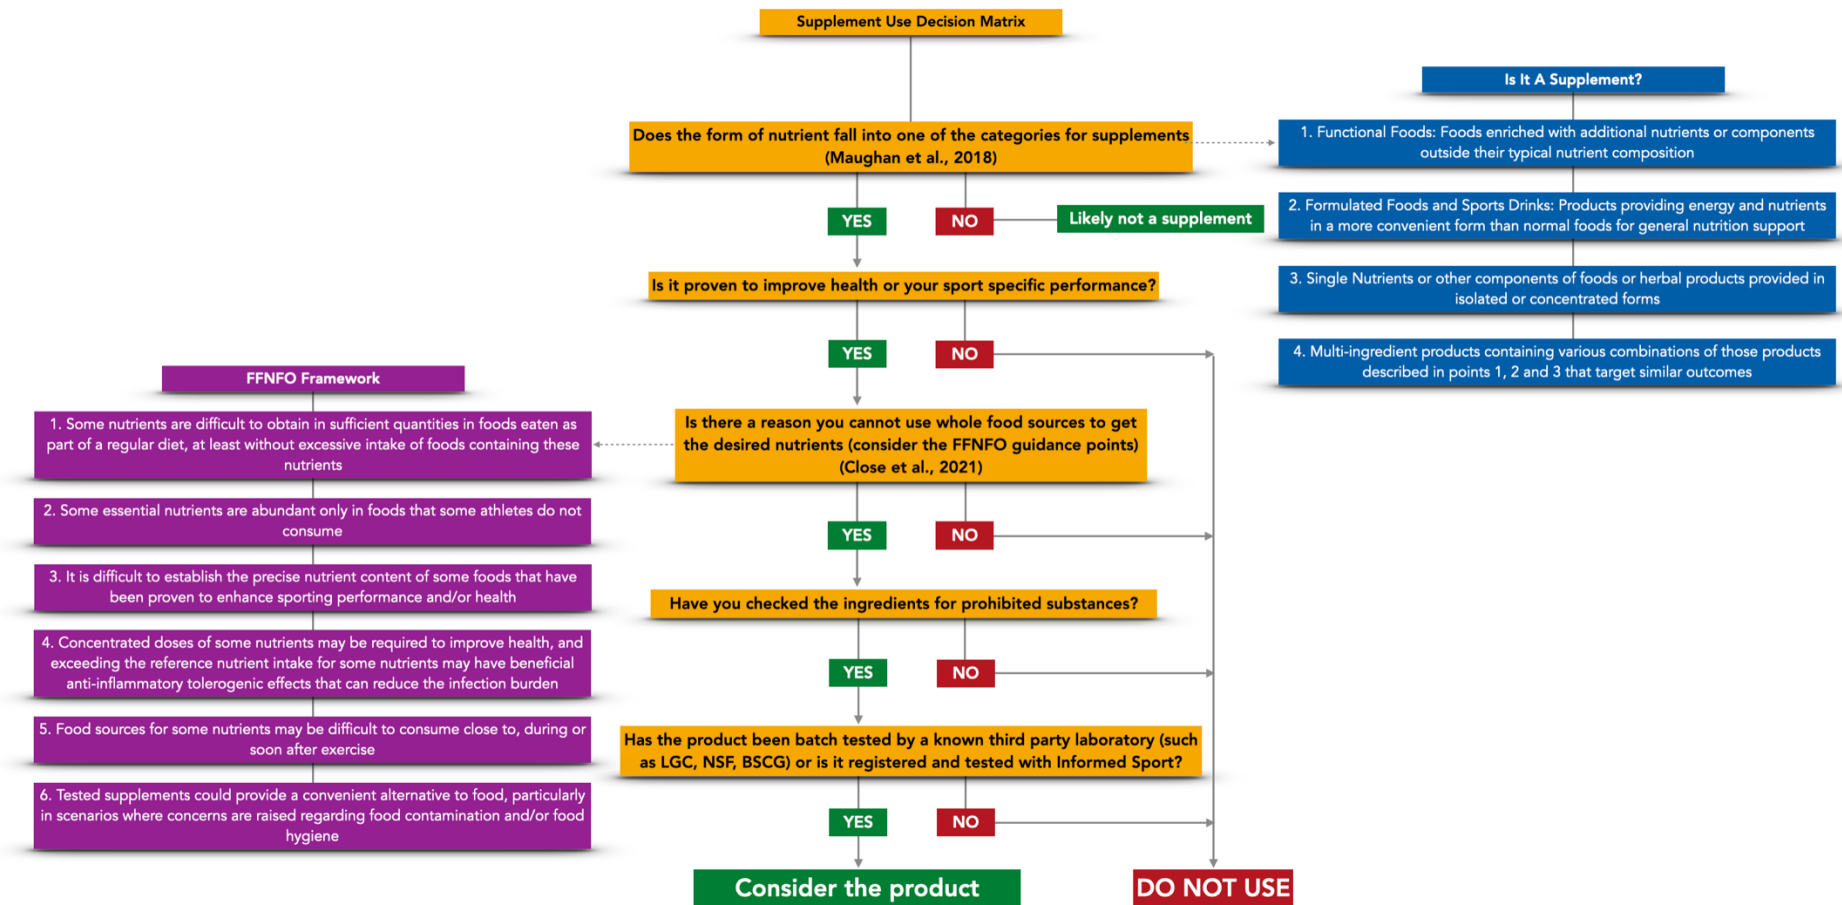 Supplement Use Decision Matrix
Does the form of nutrient fall into one of the categories for supplements
(Maughan et al., 2018)
YES
NO
Likely not a supplement
Is it proven to improve health or your sport specific performance?
YES
NO
Is there a reason you cannot use whole food sources to get
the desired nutrients (consider the FFNFO guidance points)
(Close et al., 2021)
YES
NO
Have you checked the ingredients for prohibited substances?
YES
NO
Has the product been batch tested by a known third party laboratory (such
as LGC, NSF, BSCG) or is it registered and tested with Informed Sport?
YES
NO
Consider the product
DO NOT USE
Is It A Supplement?
1. Functional Foods: Foods enriched with additional nutrients or components
outside their typical nutrient composition
2. Formulated Foods and Sports Drinks: Products providing energy and nutrients
in a more convenient form than normal foods for general nutrition support
3. Single Nutrients or other components of foods or herbal products provided in
isolated or concentrated forms
4. Multi-ingredient products containing various combinations of those products
described in points 1, 2 and 3 that target similar outcomes
FFNFO Framework
1. Some nutrients are difficult to obtain in sufficient quantities in foods eaten as
part of a regular diet, at least without excessive intake of foods containing these
nutrients
2. Some essential nutrients are abundant only in foods that some athletes do not
consume
3. It is difficult to establish the precise nutrient content of some foods that have
been proven to enhance sporting performance and/or health
4. Concentrated doses of some nutrients may be required to improve health, and
exceeding the reference nutrient intake for some nutrients may have beneficial
anti-inflammatory tolerogenic effects that can reduce the infection burden
5. Food sources for some nutrients may be difficult to consume close to, during or
soon after exercise
6. Tested supplements could provide a convenient alternative to food, particularly
in scenarios where concerns are raised regarding food contamination and/or food
hygiene